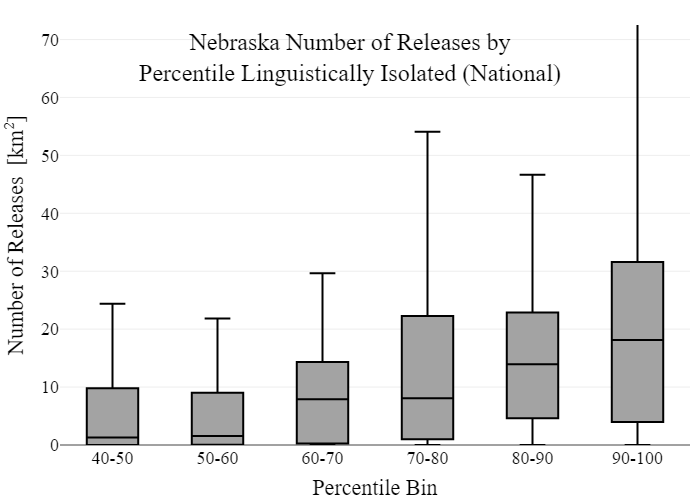 Nebraska Number of Releases by
Percentile Linguistically Isolated (National)
Number of Releases [km²]
70
60
50
40
30
20
10
0
40-50 50-60 60-70 70-80 80-90 90-100
Percentile Bin